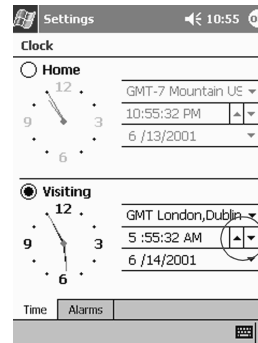 Settings 10:55
Clock
Home
12
9 3
6
GMT-7 Mountain US
10:55:32 PM
6 /13/2001
Visiting
12
9 3
6
GMT London,Dublin
5 :55:32 AM
6 /14/2001
Time Alarms